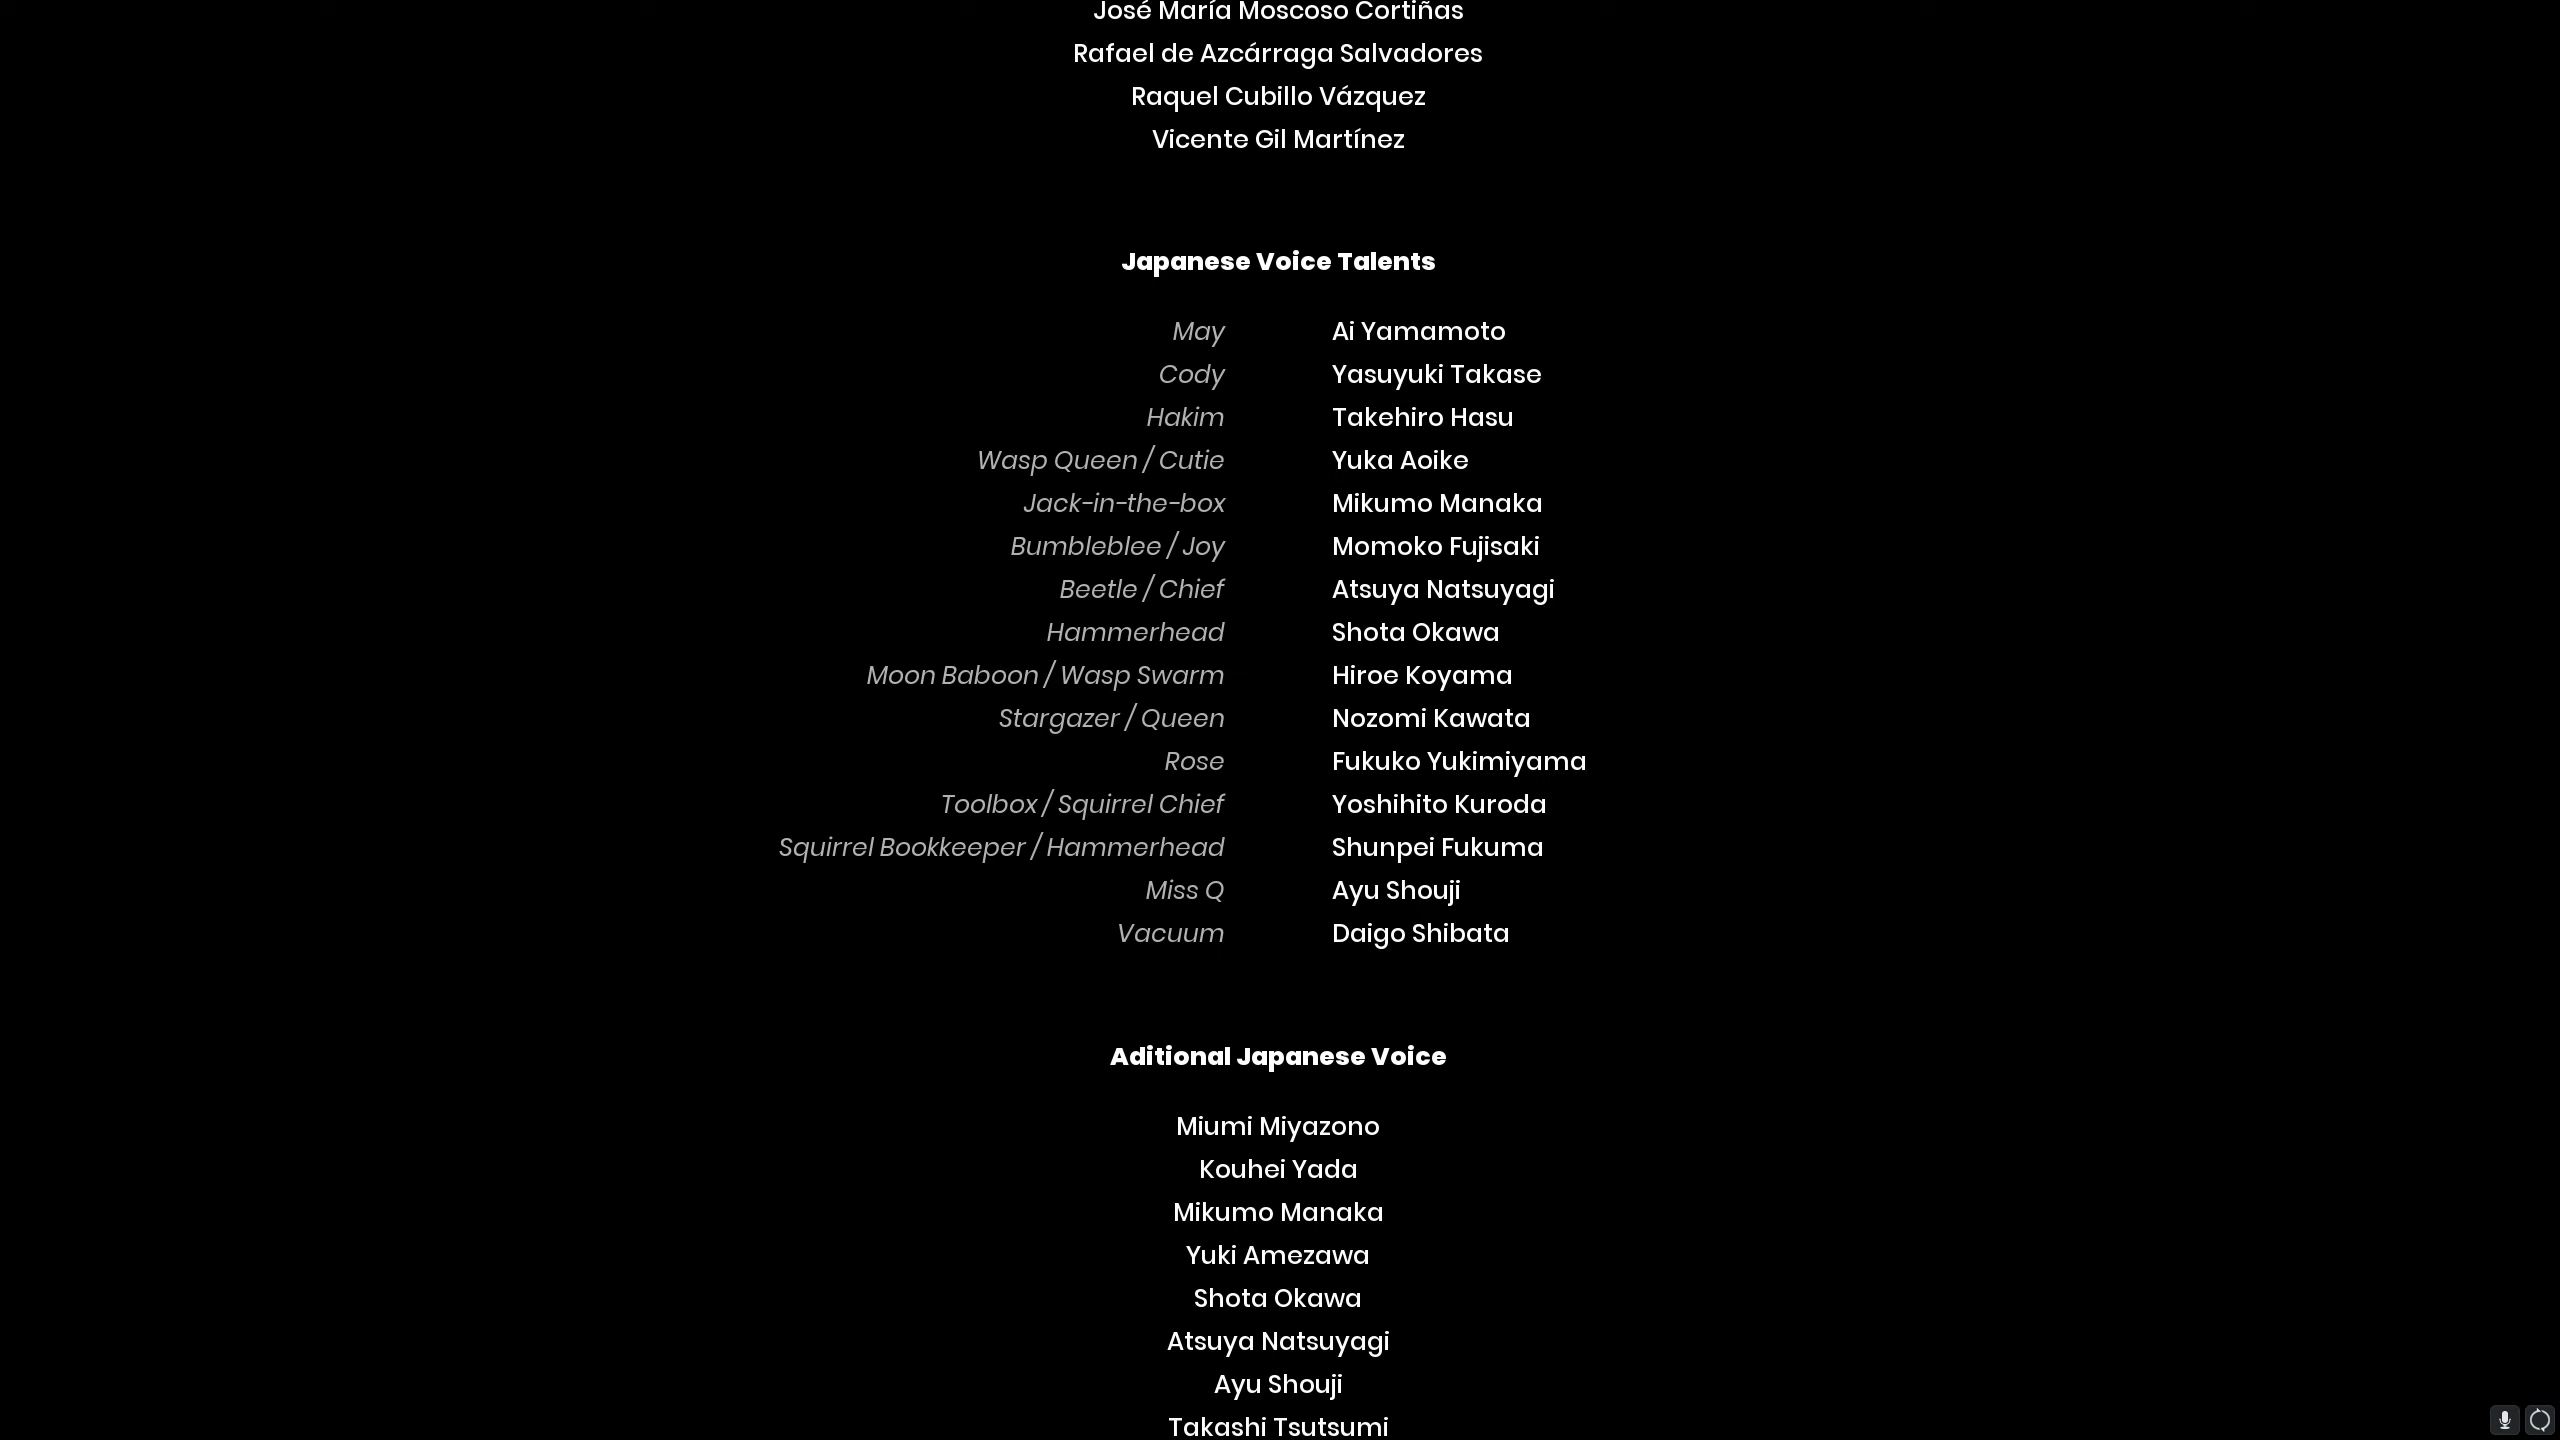 José María Moscoso Cortiñas
Rafael de Azcárraga Salvadores
Raquel Cubillo Vázquez
Vicente Gil Martínez
Japanese Voice Talents
May Ai Yamamoto
Cody Yasuyuki Takase
Hakim Takehiro Hasu
Wasp Queen / Cutie Yuka Aoike
Jack-in-the-box Mikumo Manaka
Bumbleblee / Joy Momoko Fujisaki
Beetle / Chief Atsuya Natsuyagi
Hammerhead Shota Okawa
Moon Baboon / Wasp Swarm Hiroe Koyama
Stargazer / Queen Nozomi Kawata
Rose Fukuko Yukimiyama
Toolbox / Squirrel Chief Yoshihito Kuroda
Squirrel Bookkeeper / Hammerhead Shunpei Fukuma
Miss Q Ayu Shouji
Vacuum Daigo Shibata
Aditional Japanese Voice
Miumi Miyazono
Kouhei Yada
Mikumo Manaka
Yuki Amezawa
Shota Okawa
Atsuya Natsuyagi
Ayu Shouji
Takashi Tsutsumi